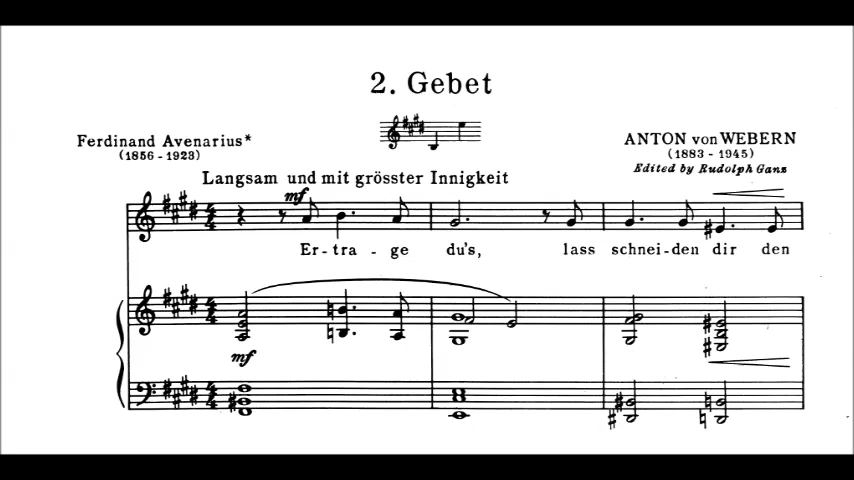 2. Gebet
Ferdinand Avenarius*
(1856 - 1923)
ANTON von WEBERN
(1883 - 1945)
Edited by Rudolph Ganz
Langsam und mit grösster Innigkeit
mf
Er - tra - ge du's, lass schnei - den dir den
mf